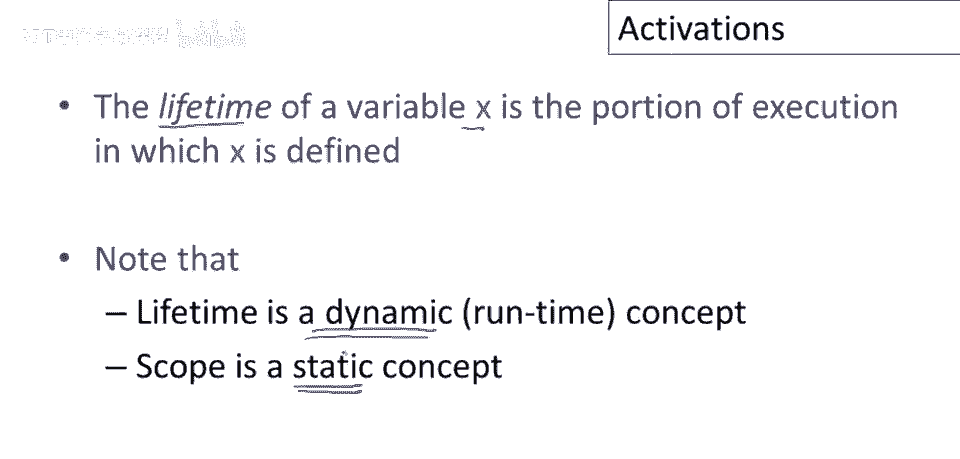 Activations
• The lifetime of a variable x is the portion of execution
in which x is defined
• Note that
– Lifetime is a dynamic (run-time) concept
– Scope is a static concept